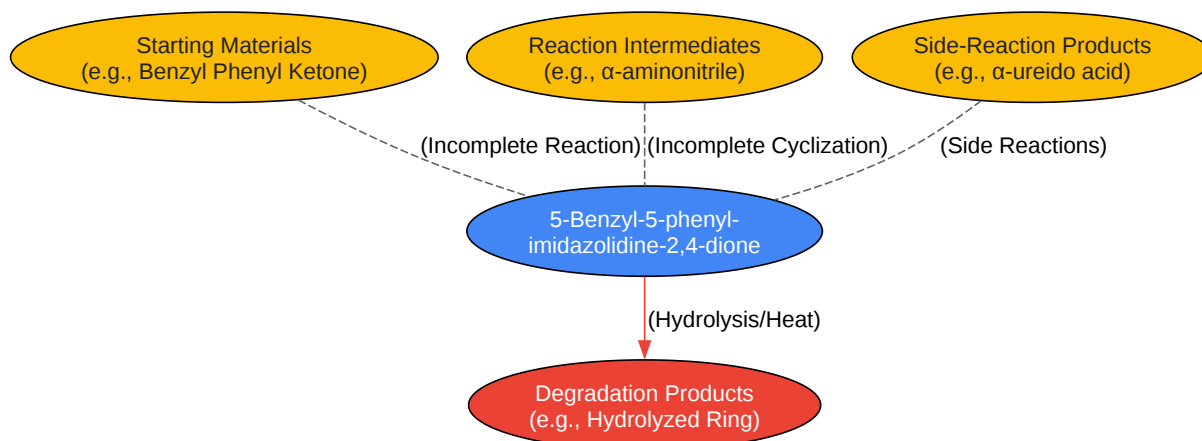 Starting Materials
(e.g., Benzyl Phenyl Ketone)
Reaction Intermediates
(e.g., α-aminonitrile)
Side-Reaction Products
(e.g., α-ureido acid)
(Incomplete Reaction)
(Incomplete Cyclization)
(Side Reactions)
5-Benzyl-5-phenyl-
imidazolidine-2,4-dione
(Hydrolysis/Heat)
Degradation Products
(e.g., Hydrolyzed Ring)